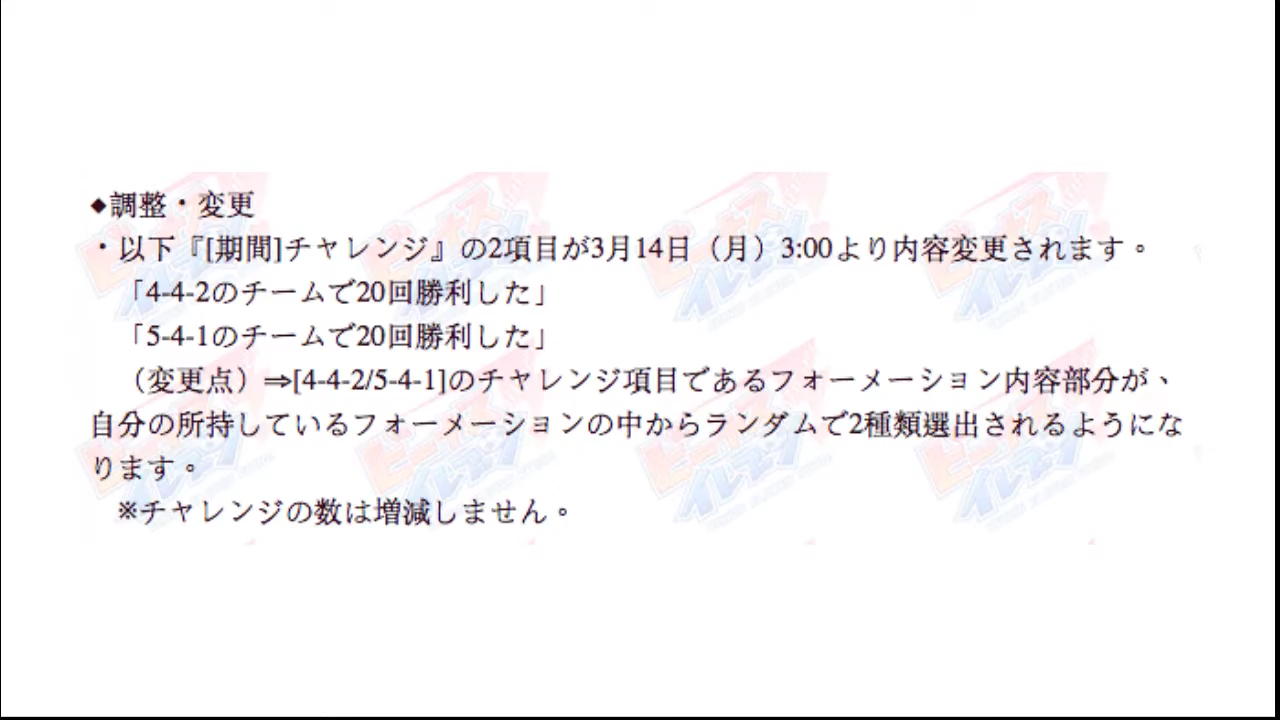 ◆調整・変更
・以下『[期間]チャレンジ』の2項目が3月14日（月）3:00より内容変更されます。
「4-4-2のチームで20回勝利した」
「5-4-1のチームで20回勝利した」
（変更点）⇒[4-4-2/5-4-1]のチャレンジ項目であるフォーメーション内容部分が、
自分の所持しているフォーメーションの中からランダムで2種類選出されるようにな
ります。
※チャレンジの数は増減しません。